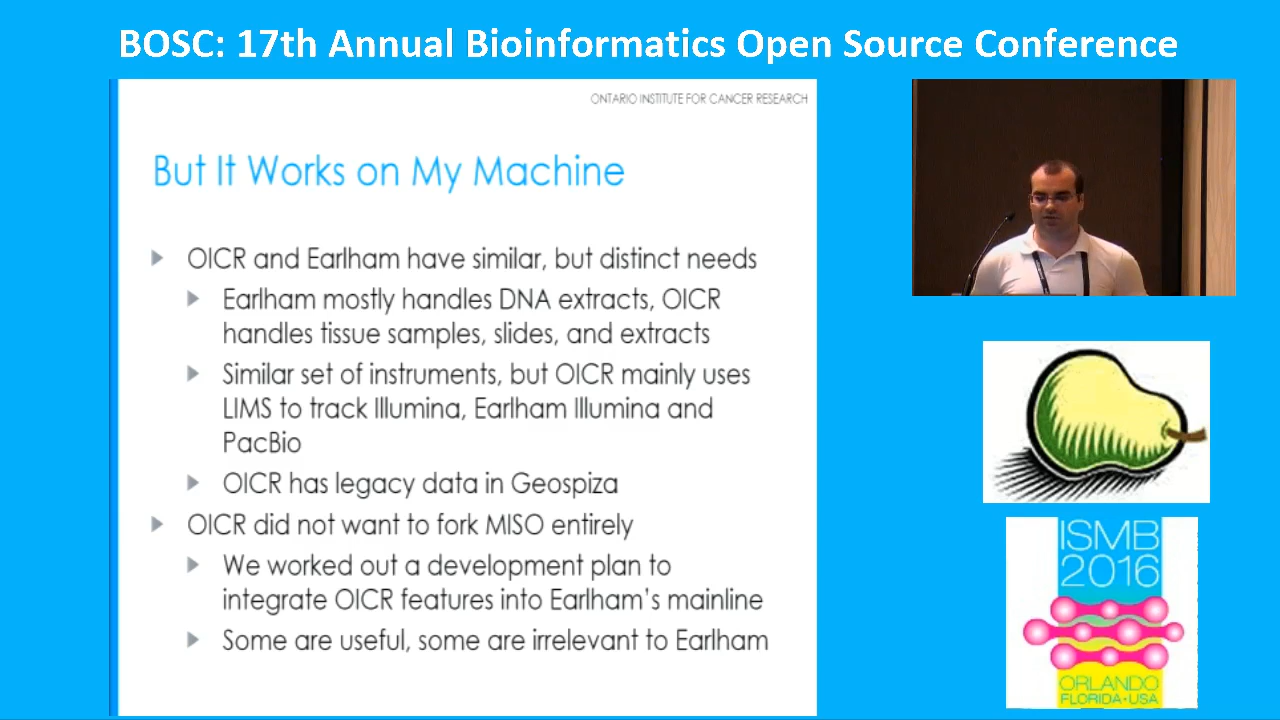 BOSC: 17th Annual Bioinformatics Open Source Conference
ONTARIO INSTITUTE FOR CANCER RESEARCH
But It Works on My Machine
OICR and Earlham have similar, but distinct needs
Earlham mostly handles DNA extracts, OICR
handles tissue samples, slides, and extracts
Similar set of instruments, but OICR mainly uses
LIMS to track Illumina, Earlham Illumina and
PacBio
OICR has legacy data in Geospiza
OICR did not want to fork MISO entirely
We worked out a development plan to
integrate OICR features into Earlham's mainline
Some are useful, some are irrelevant to Earlham
ISMB
2016
ORLANDO
FLORIDA•USA